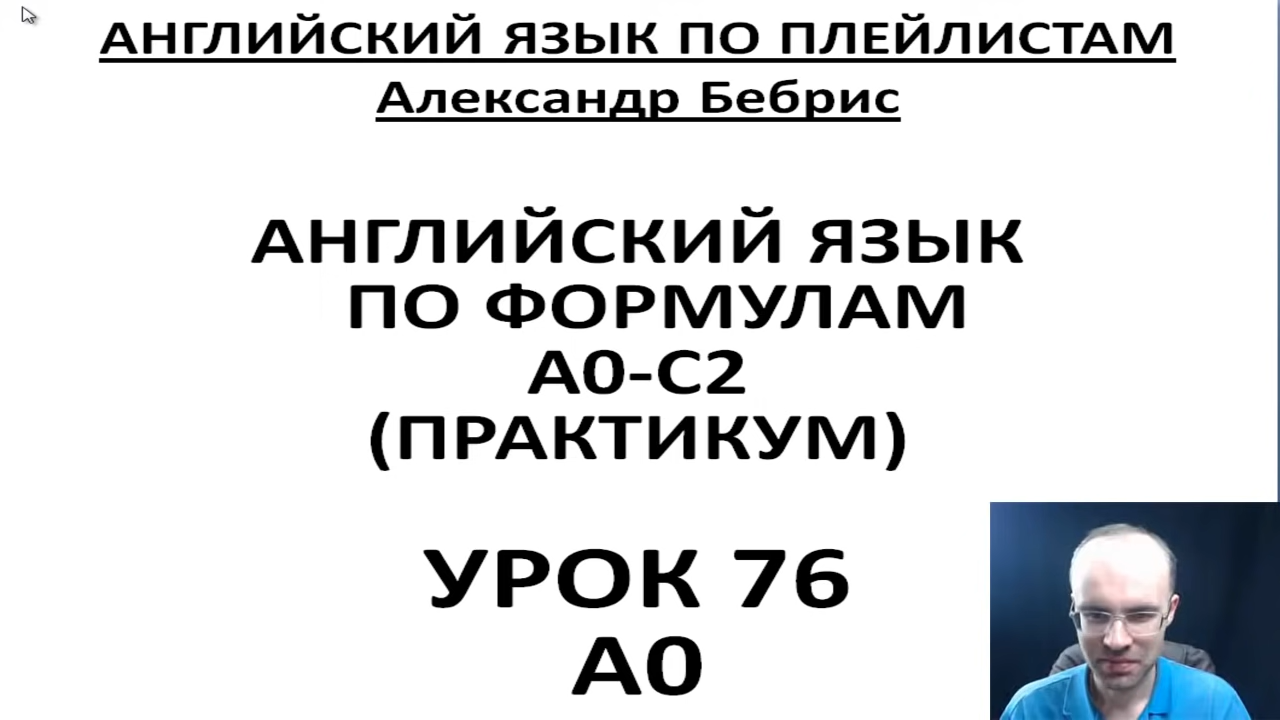 АНГЛИЙСКИЙ ЯЗЫК ПО ПЛЕЙЛИСТАМ
Александр Бебрис
АНГЛИЙСКИЙ ЯЗЫК
ПО ФОРМУЛАМ
А0-С2
(ПРАКТИКУМ)
УРОК 76
А0